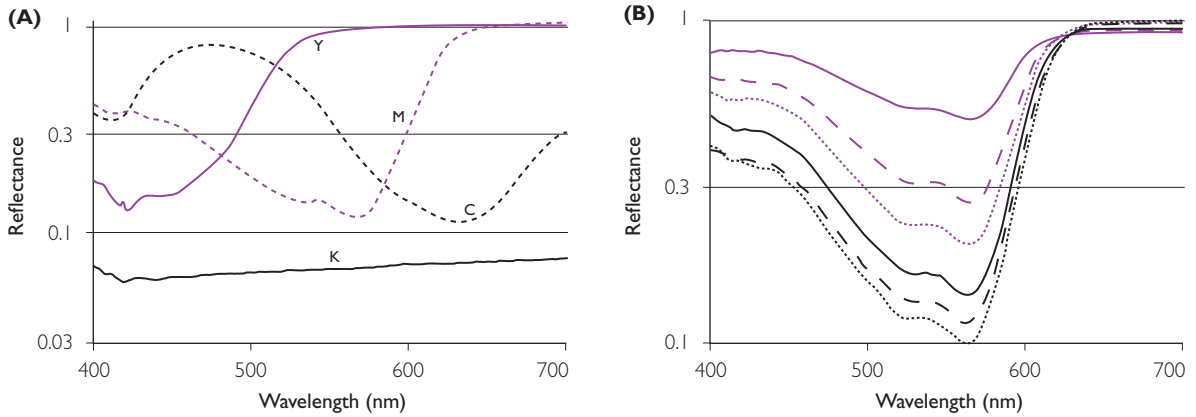 (A)
1
0.3
0.1
0.03
Reflectance
Y
M
C
K
400
500
600
700
Wavelength (nm)
(B)
1
0.3
0.1
Reflectance
400
500
600
700
Wavelength (nm)